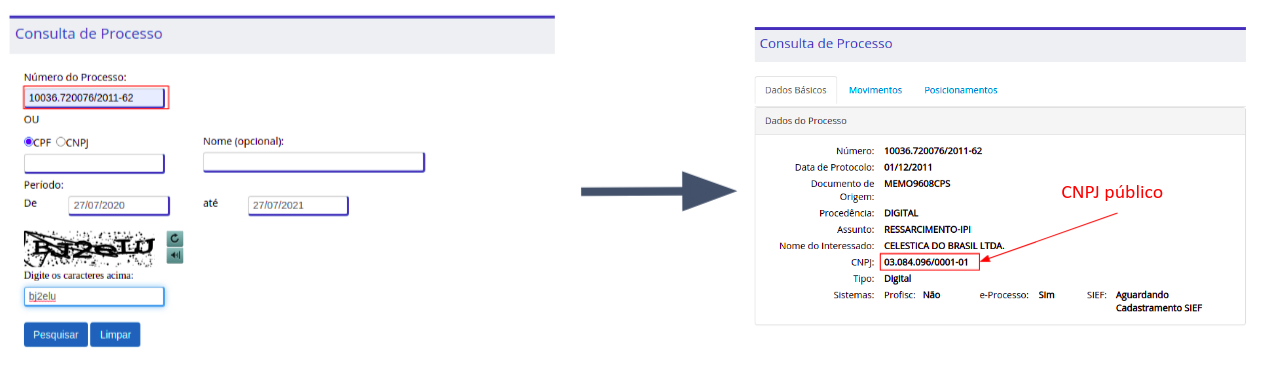 Consulta de Processo
Número do Processo:
10036.720076/2011-62
OU
CPF CNPJ Nome (opcional):
Período:
De 27/07/2020 até 27/07/2021
BJ2elU
Digite os caracteres acima:
bj2elu
Pesquisar Limpar
Consulta de Processo
Dados Básicos Movimentos Posicionamentos
Dados do Processo
Número: 10036.720076/2011-62
Data de Protocolo: 01/12/2011
Documento de Origem: MEMO9608CPS
Procedência: DIGITAL
Assunto: RESSARCIMENTO-IPI
Nome do Interessado: CELESTICA DO BRASIL LTDA.
CNPJ: 03.084.096/0001-01
Tipo: Digital
Sistemas: Profisc: Não e-Processo: Sim SIEF: Aguardando Cadastramento SIEF
CNPJ público